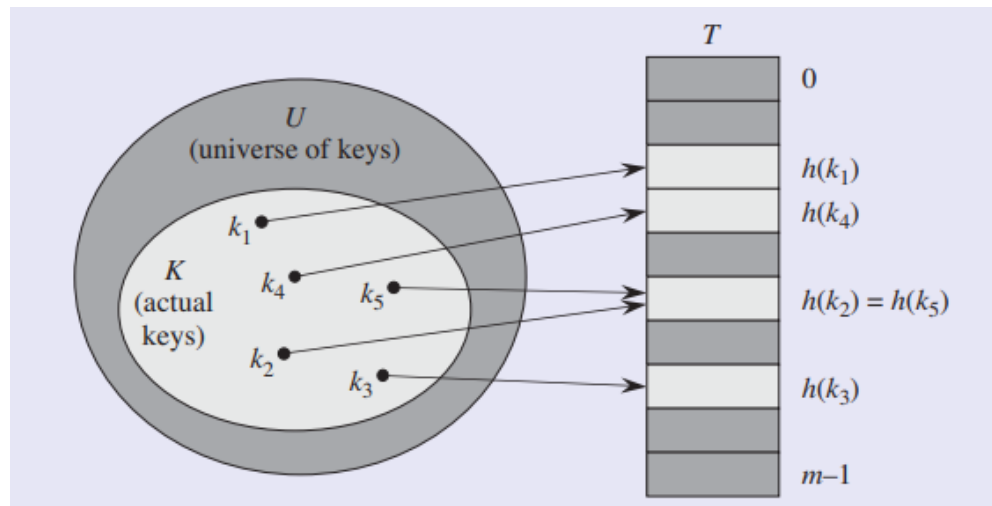 T
0
U
(universe of keys)
h(k₁)
k₁
h(k₄)
K
(actual
keys)
k₄
k₅
h(k₂) = h(k₅)
k₂
k₃
h(k₃)
m–1